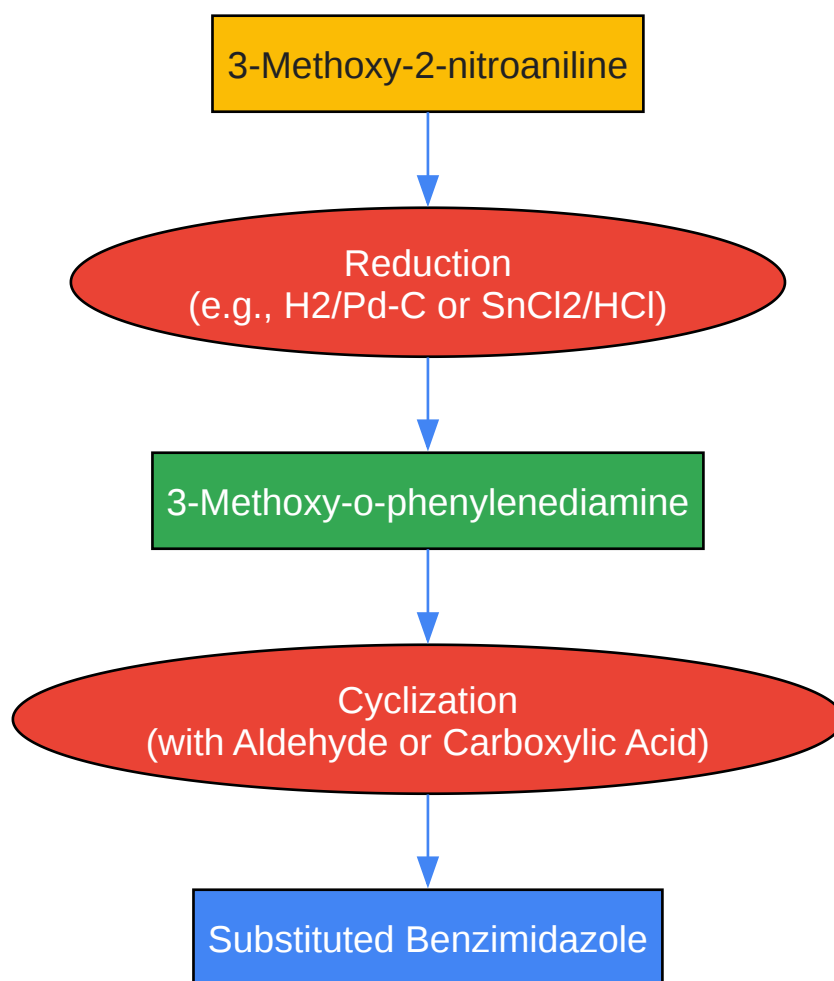 3-Methoxy-2-nitroaniline
Reduction
(e.g., H2/Pd-C or SnCl2/HCl)
3-Methoxy-o-phenylenediamine
Cyclization
(with Aldehyde or Carboxylic Acid)
Substituted Benzimidazole